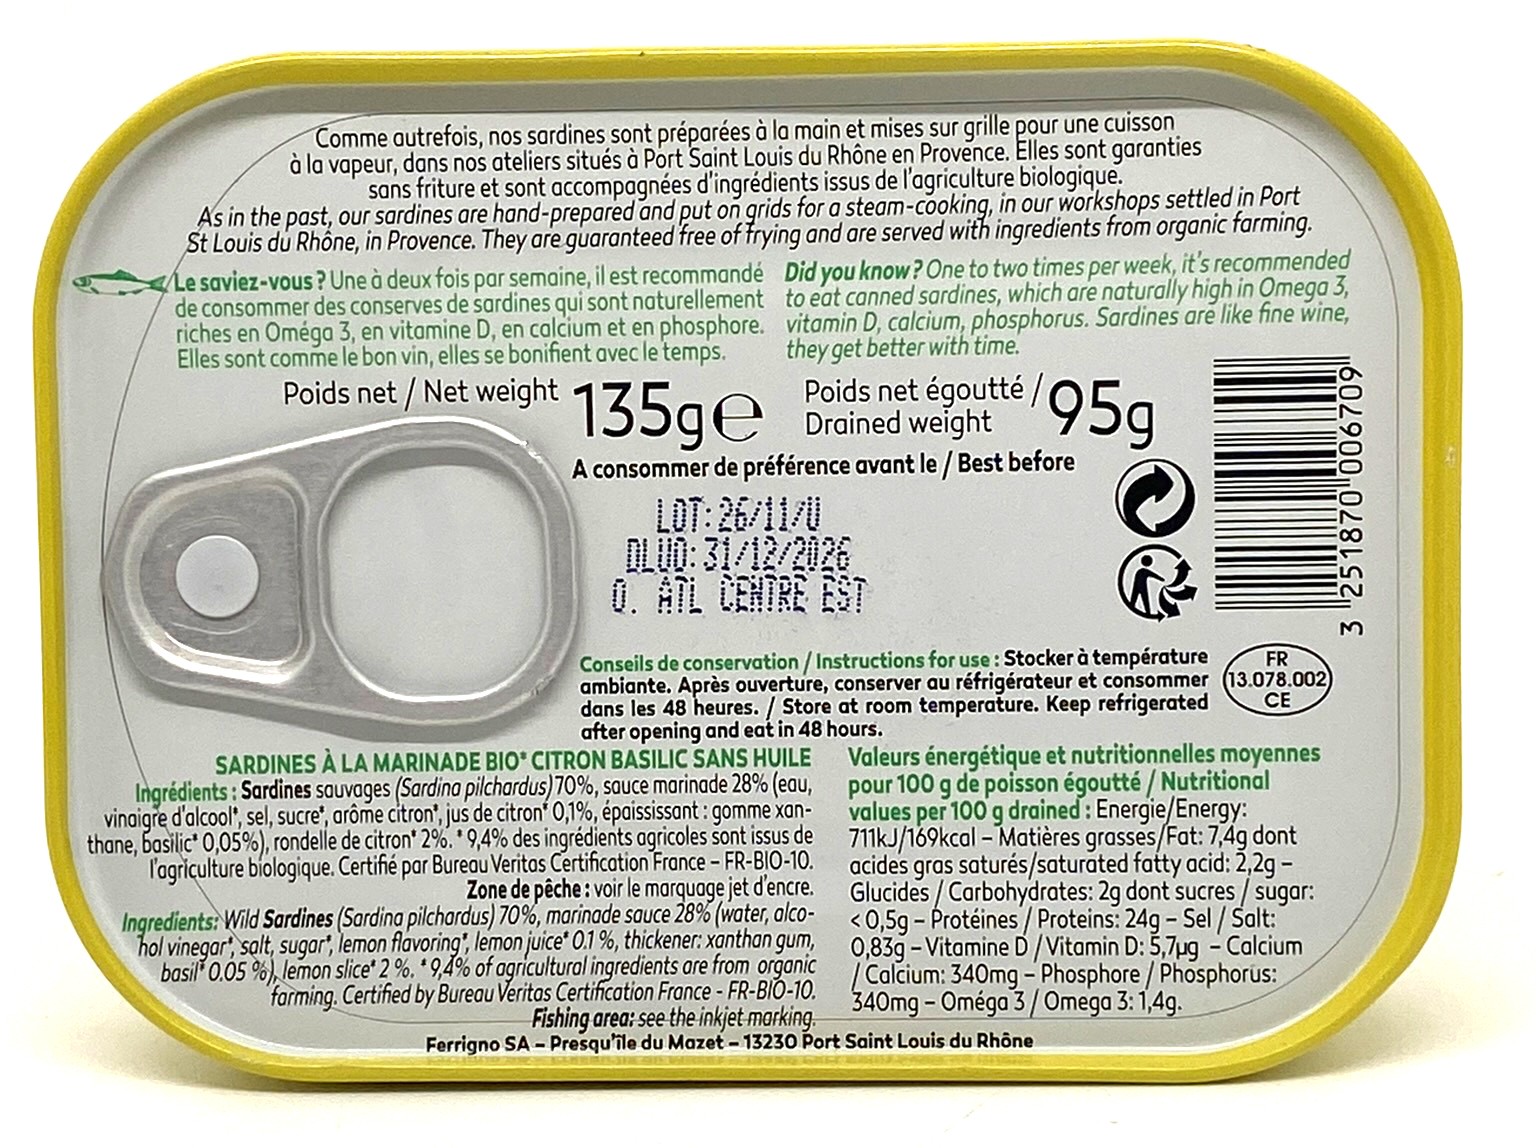 Comme autrefois, nos sardines sont préparées à la main et mises sur grille pour une cuisson
à la vapeur, dans nos ateliers situés à Port Saint Louis du Rhône en Provence. Elles sont garanties
sans friture et sont accompagnées d'ingrédients issus de l'agriculture biologique.
As in the past, our sardines are hand-prepared and put on grids for a steam-cooking, in our workshops settled in Port
St Louis du Rhône, in Provence. They are guaranteed free of frying and are served with ingredients from organic farming.
Le saviez-vous ? Une à deux fois par semaine, il est recommandé
de consommer des conserves de sardines qui sont naturellement
riches en Oméga 3, en vitamine D, en calcium et en phosphore.
Elles sont comme le bon vin, elles se bonifient avec le temps.
Did you know ? One to two times per week, it's recommended
to eat canned sardines, which are naturally high in Omega 3,
vitamin D, calcium, phosphorus. Sardines are like fine wine,
they get better with time.
Poids net / Net weight 135g e
Poids net égoutté /
Drained weight
95g
A consommer de préférence avant le / Best before
LOT: 26/11/U
DLUO: 31/12/2026
O. ATL CENTRE EST
3 251870 006709
Conseils de conservation / Instructions for use : Stocker à température
ambiante. Après ouverture, conserver au réfrigérateur et consommer
dans les 48 heures. / Store at room temperature. Keep refrigerated
after opening and eat in 48 hours.
FR
13.078.002
CE
SARDINES À LA MARINADE BIO* CITRON BASILIC SANS HUILE
Ingrédients : Sardines sauvages (Sardina pilchardus) 70%, sauce marinade 28% (eau,
vinaigre d'alcool*, sel, sucre*, arôme citron*, jus de citron* 0,1%, épaississant : gomme xan-
thane, basilic* 0,05%), rondelle de citron* 2%. * 9,4% des ingrédients agricoles sont issus de
l'agriculture biologique. Certifié par Bureau Veritas Certification France – FR-BIO-10.
Zone de pêche : voir le marquage jet d'encre.
Ingredients: Wild Sardines (Sardina pilchardus) 70%, marinade sauce 28% (water, alco-
hol vinegar*, salt, sugar*, lemon flavoring*, lemon juice* 0.1 %, thickener: xanthan gum,
basil* 0.05 %), lemon slice* 2 %. * 9,4% of agricultural ingredients are from organic
farming. Certified by Bureau Veritas Certification France - FR-BIO-10.
Fishing area: see the inkjet marking.
Valeurs énergétique et nutritionnelles moyennes
pour 100 g de poisson égoutté / Nutritional
values per 100 g drained : Energie/Energy:
711kJ/169kcal – Matières grasses/Fat: 7,4g dont
acides gras saturés/saturated fatty acid: 2,2g –
Glucides / Carbohydrates: 2g dont sucres / sugar:
< 0,5g – Protéines / Proteins: 24g – Sel / Salt:
0,83g – Vitamine D / Vitamin D: 5,7µg – Calcium
/ Calcium: 340mg – Phosphore / Phosphorus:
340mg – Oméga 3 / Omega 3: 1,4g.
Ferrigno SA – Presqu'île du Mazet – 13230 Port Saint Louis du Rhône